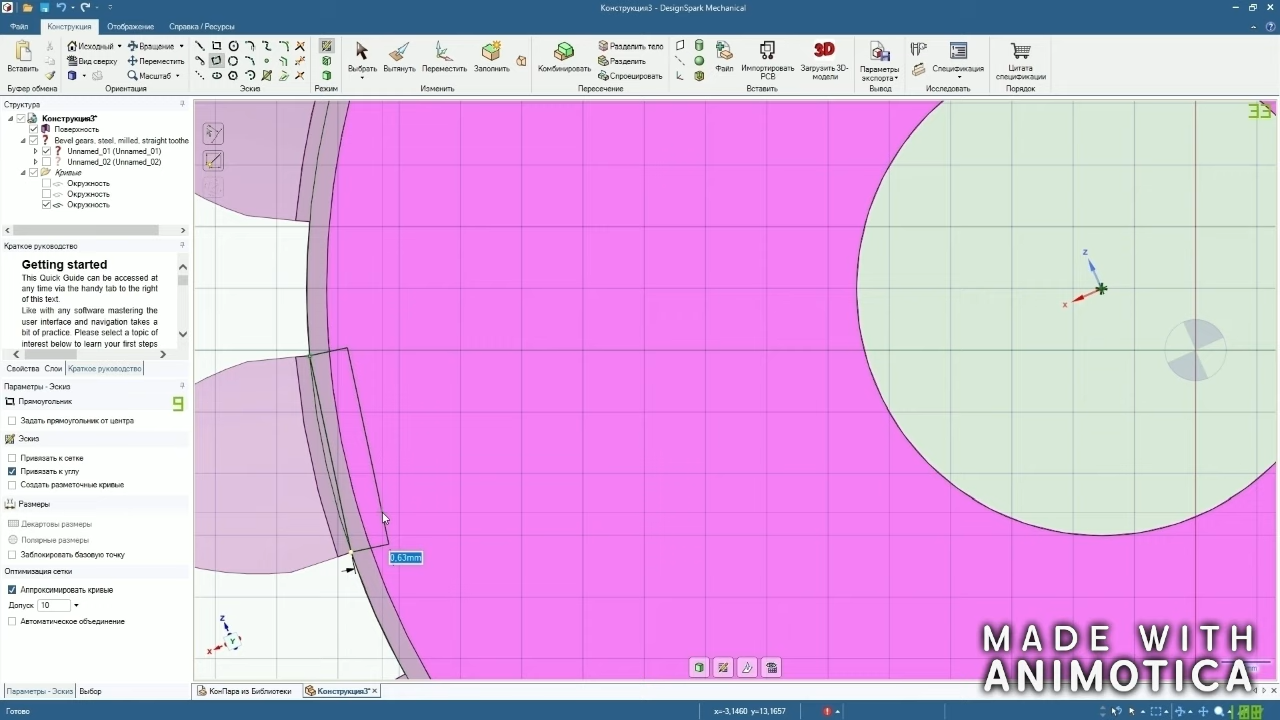 Конструкция3 - DesignSpark Mechanical
Файл Конструкция Отображение Справка / Ресурсы
Вставить
Исходный
Вид сверху
Вращение
Переместить
Масштаб
Выбрать
Вытянуть
Переместить
Заполнить
Комбинировать
Разделить тело
Разделить
Спроецировать
Файл
Импортировать PCB
3D
Загрузить 3D-модели
Параметры экспорта
Спецификация
Цитата спецификации
Буфер обмена Ориентация Эскиз Режим Изменить Пересечение Вставить Вывод Исследовать Порядок
Структура
Конструкция3*
Поверхность
Bevel gears, steel, milled, straight toothe
Unnamed_01 (Unnamed_01)
Unnamed_02 (Unnamed_02)
Кривые
Окружность
Окружность
Окружность
Краткое руководство
Getting started
This Quick Guide can be accessed at
any time via the handy tab to the right
of this text.
Like with any software mastering the
user interface and navigation takes a
bit of practice. Please select a topic of
interest below to learn your first steps
Свойства Слои Краткое руководство
Параметры - Эскиз
Прямоугольник
9
Задать прямоугольник от центра
Эскиз
Привязать к сетке
Привязать к углу
Создать разметочные кривые
Размеры
Декартовы размеры
Полярные размеры
Заблокировать базовую точку
Оптимизация сетки
Аппроксимировать кривые
Допуск 10
Автоматическое объединение
Параметры - Эскиз Выбор
33
z
x
0,63mm
z
x
Y
MADE WITH
ANIMOTICA
КонПара из Библиотеки Конструкция3*
Готово
x=-3,1460 y=13,1657